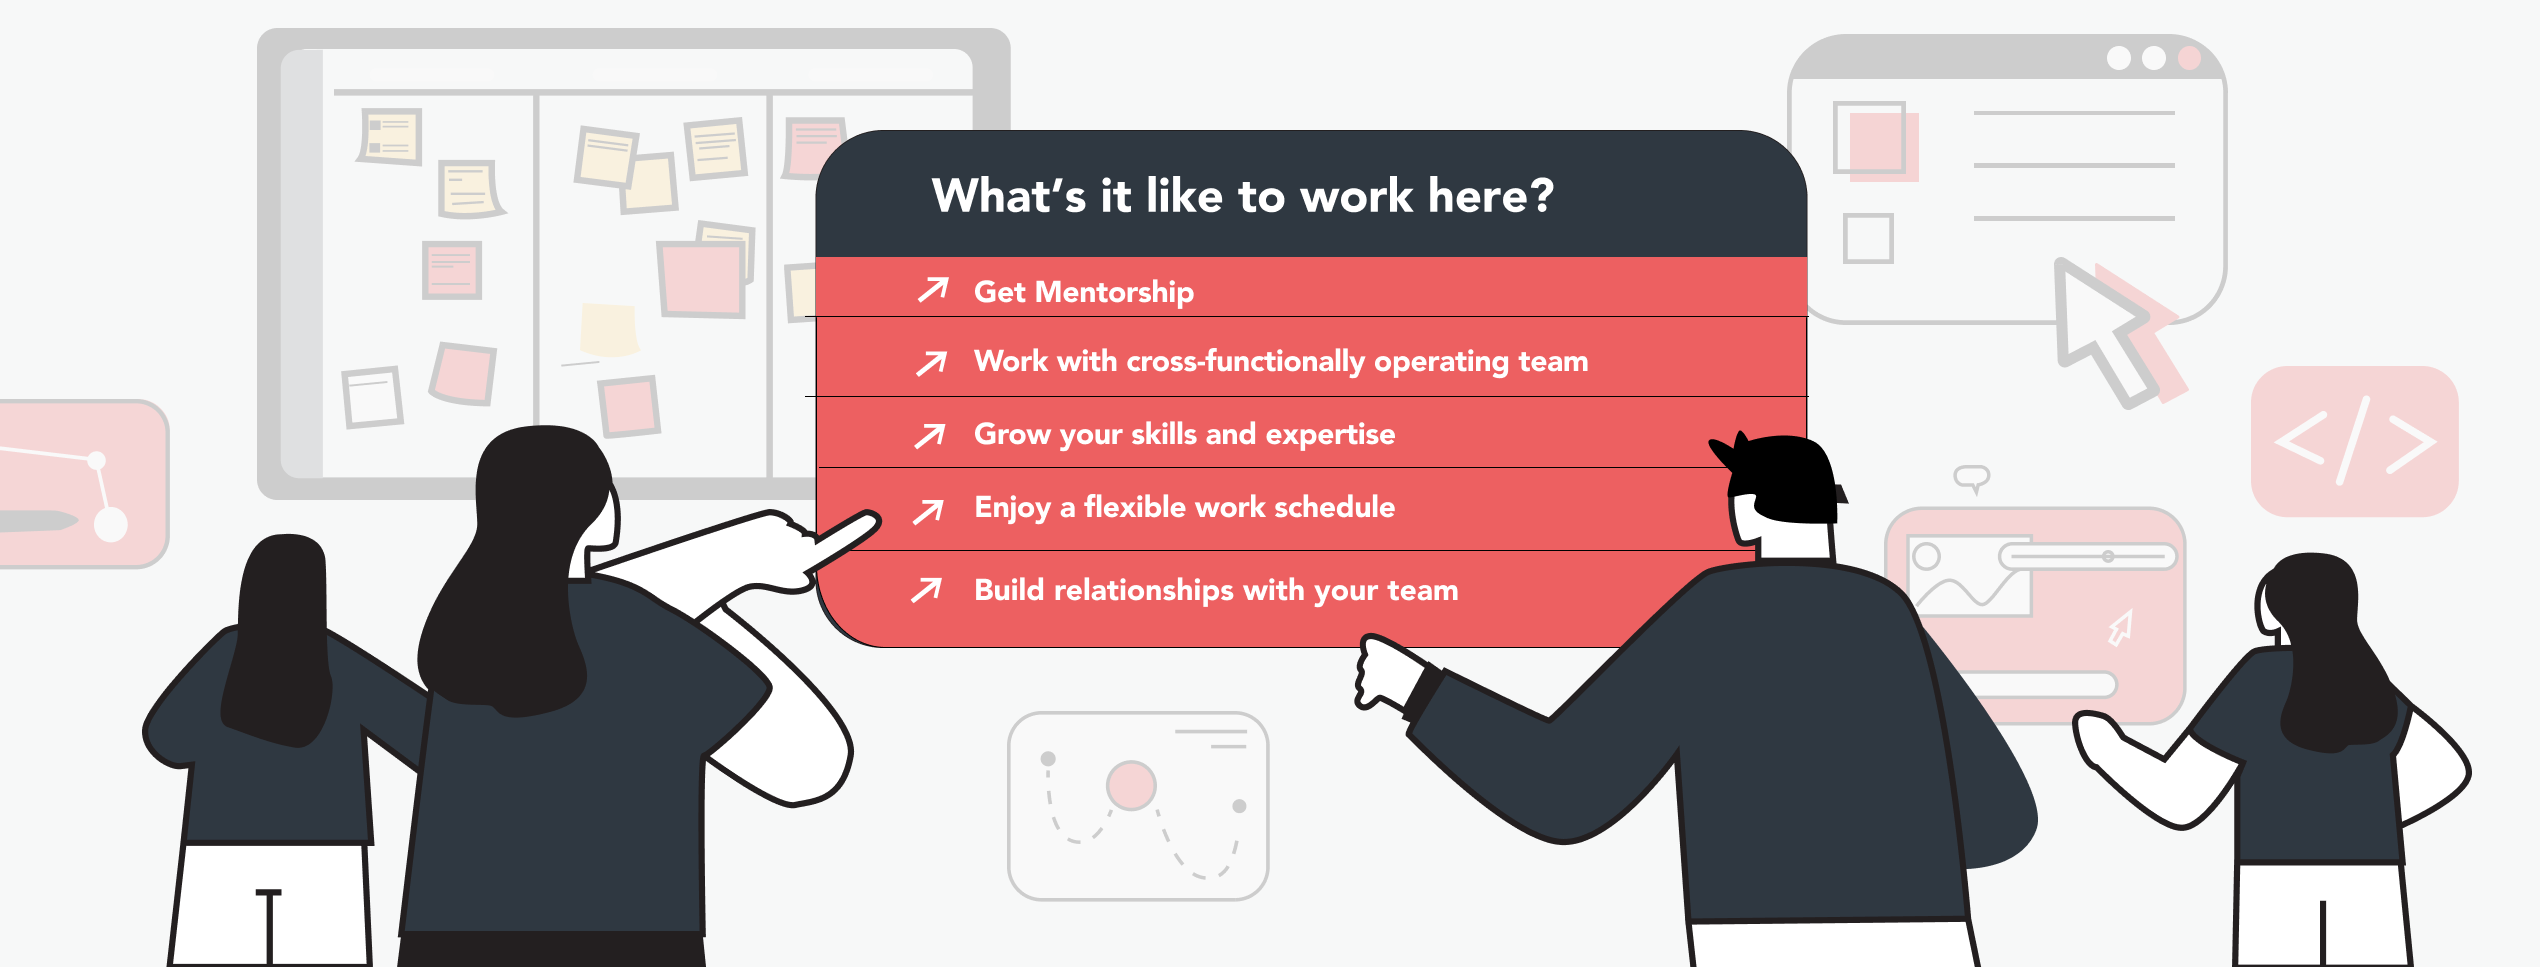 What's it like to work here?
Get Mentorship
Work with cross-functionally operating team
Grow your skills and expertise
Enjoy a flexible work schedule
Build relationships with your team
</>